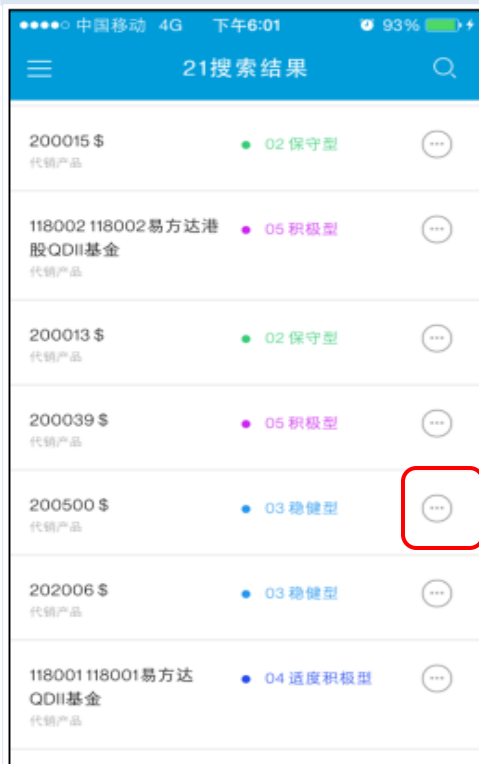 中国移动 4G 下午6:01 93%
21搜索结果
200015 $ 02 保守型
代销产品
118002 118002易方达港 05 积极型
股QDII基金
代销产品
200013 $ 02 保守型
代销产品
200039 $ 05 积极型
代销产品
200500 $ 03 稳健型
代销产品
202006 $ 03 稳健型
代销产品
118001 118001易方达 04 适度积极型
QDII基金
代销产品